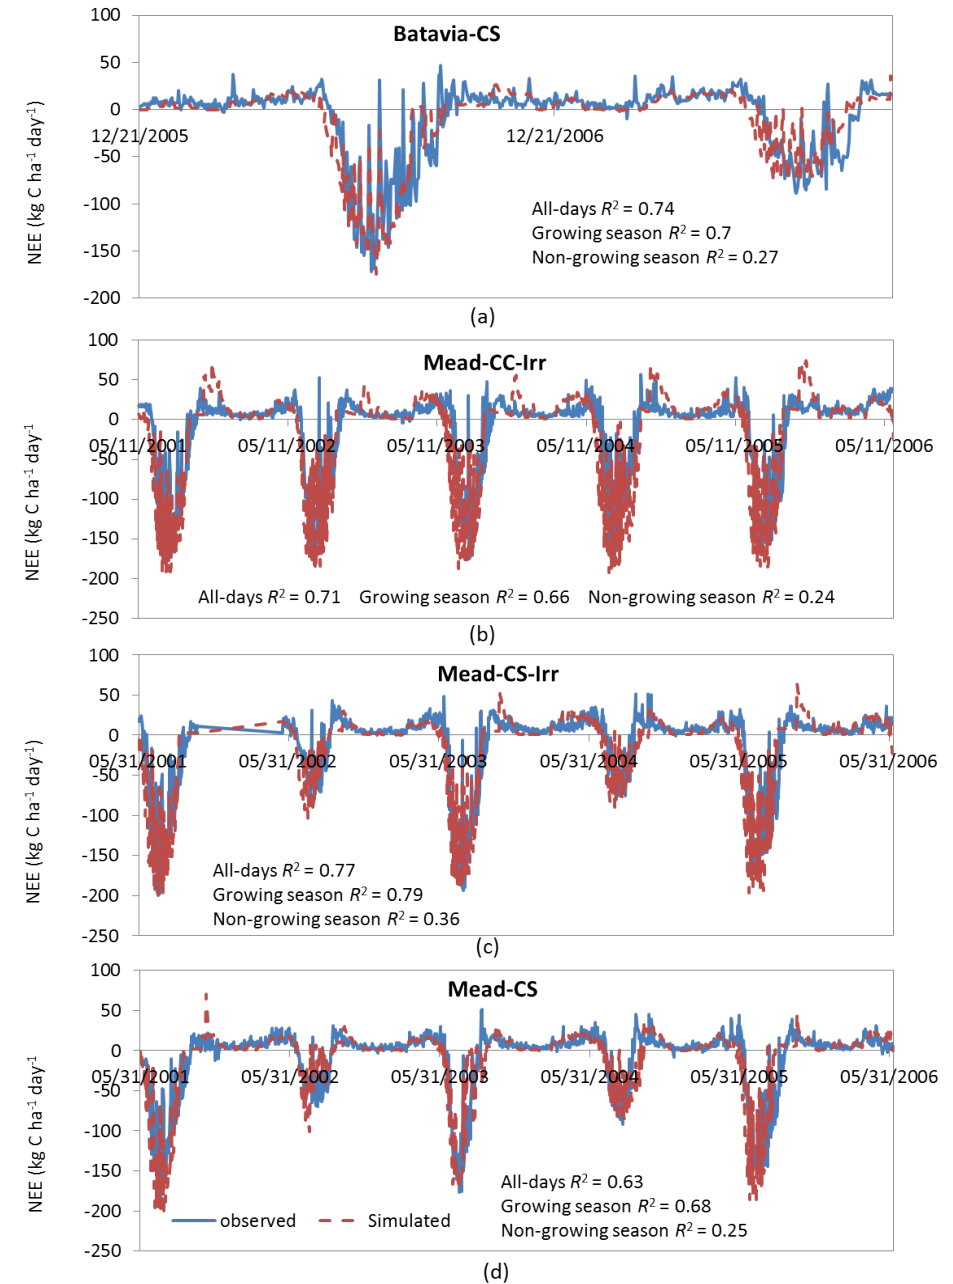 Batavia-CS
NEE (kg C ha-1 day-1)
100
50
0
-50
-100
-150
-200
12/21/2005
12/21/2006
All-days R2 = 0.74
Growing season R2 = 0.7
Non-growing season R2 = 0.27
(a)
Mead-CC-Irr
NEE (kg C ha-1 day-1)
100
50
0
-50
-100
-150
-200
-250
05/11/2001
05/11/2002
05/11/2003
05/11/2004
05/11/2005
05/11/2006
All-days R2 = 0.71 Growing season R2 = 0.66 Non-growing season R2 = 0.24
(b)
Mead-CS-Irr
NEE (kg C ha-1 day-1)
100
50
0
-50
-100
-150
-200
-250
05/31/2001
05/31/2002
05/31/2003
05/31/2004
05/31/2005
05/31/2006
All-days R2 = 0.77
Growing season R2 = 0.79
Non-growing season R2 = 0.36
(c)
Mead-CS
NEE (kg C ha-1 day-1
100
50
0
-50
-100
-150
-200
-250
05/31/2001
05/31/2002
05/31/2003
05/31/2004
05/31/2005
05/31/2006
All-days R2 = 0.63
Growing season R2 = 0.68
Non-growing season R2 = 0.25
observed Simulated
(d)